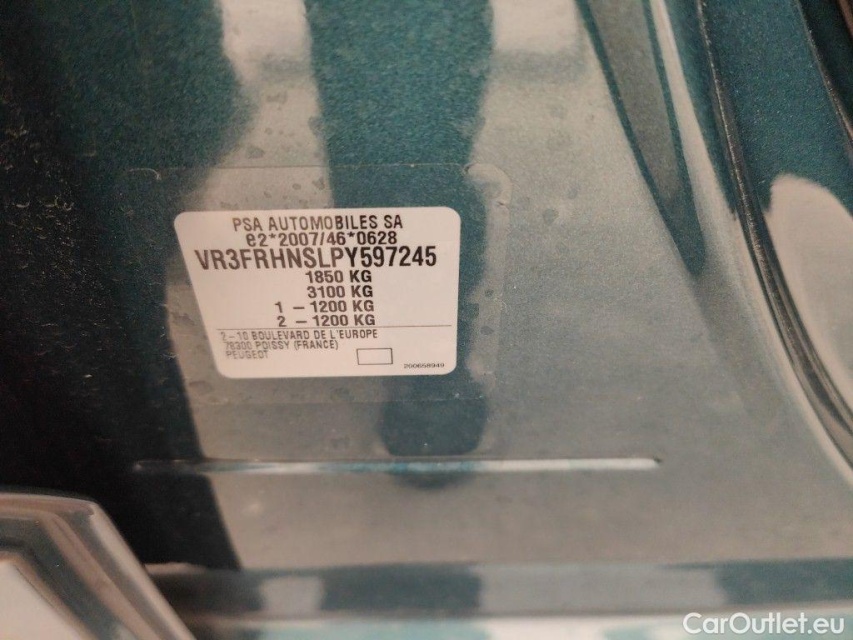 PSA AUTOMOBILES SA
e2*2007/46*0628
VR3FRHNSLPY597245
1850 KG
3100 KG
1 – 1200 KG
2 – 1200 KG
2–10 BOULEVARD DE L'EUROPE
78300 POISSY (FRANCE)
PEUGEOT
200658949
CarOutlet.eu